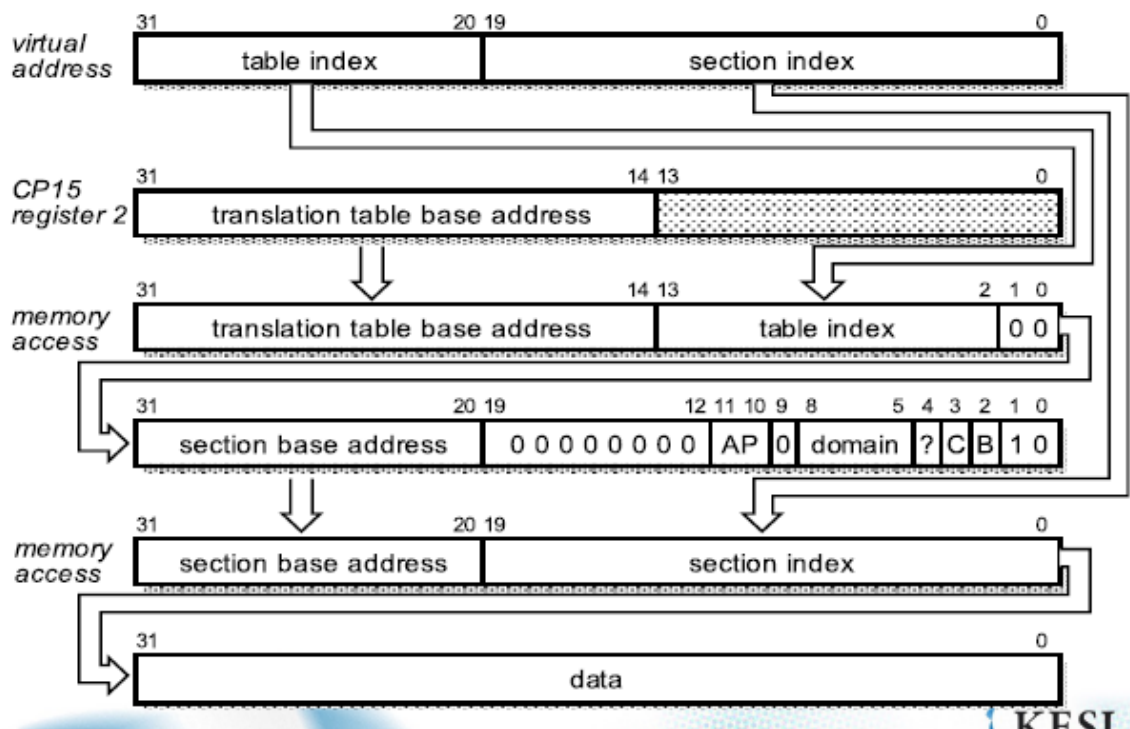 31 20 19 0
virtual address table index section index
31 14 13 0
CP15 register 2 translation table base address
31 14 13 2 1 0
memory access translation table base address table index 0 0
31 20 19 12 11 10 9 8 5 4 3 2 1 0
section base address 0 0 0 0 0 0 0 0 AP 0 domain ? C B 1 0
31 20 19 0
memory access section base address section index
31 0
data